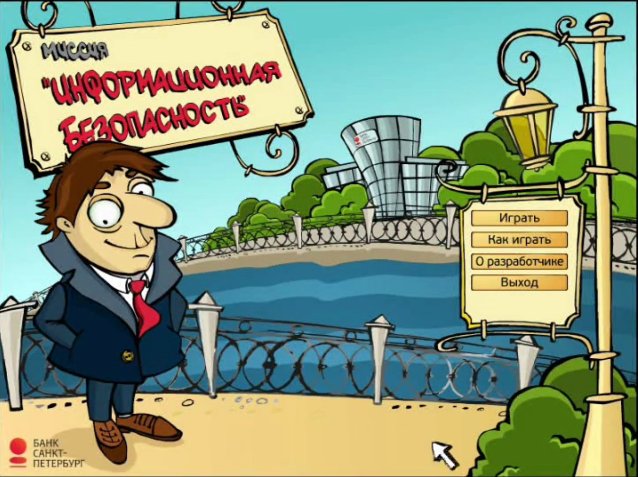 МИССИЯ
"ИНФОРМАЦИОННАЯ
БЕЗОПАСНОСТЬ"
Играть
Как играть
О разработчике
Выход
БАНК
САНКТ-
ПЕТЕРБУРГ